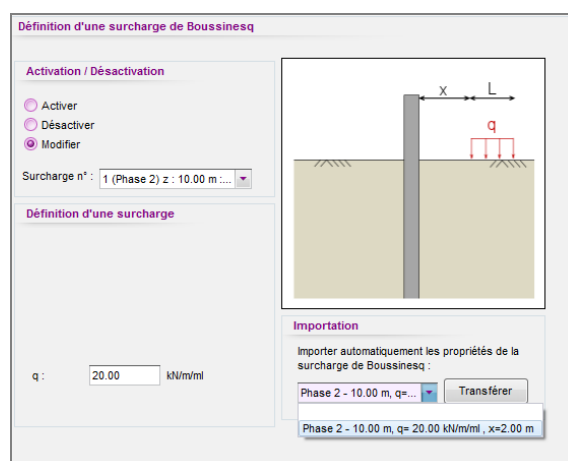 Définition d'une surcharge de Boussinesq
Activation / Désactivation
Activer
Désactiver
Modifier
Surcharge n° : 1 (Phase 2) z : 10.00 m :...
Définition d'une surcharge
q : 20.00 kN/m/ml
x L
q
Importation
Importer automatiquement les propriétés de la
surcharge de Boussinesq :
Phase 2 - 10.00 m, q=... Transférer
Phase 2 - 10.00 m, q= 20.00 kN/m/ml , x=2.00 m